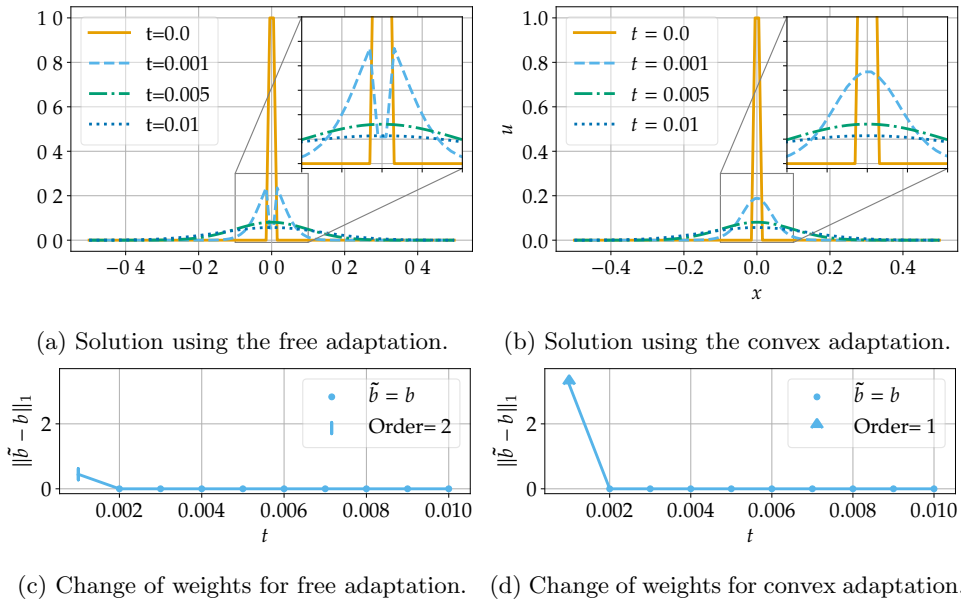 1 0
0 8
0 6
0 4
0.2
0.0
t=0.0
t=0.001
t=0.005
t=0.01
−0.4
−0.2
0.0
0.2
0 4
(a) Solution using the free adaptation.
u
1 0
0 8
0 6
0 4
0.2
0.0
t = 0.0
t = 0.001
t = 0.005
t = 0.01
−0.4
−0.2
0.0
0.2
0.4
x
(b) Solution using the convex adaptation.
‖b̃ − b‖₁
2
0
b̃ = b
Order= 2
0.002
0.004
0.006
0.008
0.010
t
(c) Change of weights for free adaptation.
‖b̃ − b‖₁
2
0
b̃ = b
Order= 1
0.002
0.004
0.006
0.008
0.010
t
(d) Change of weights for convex adaptation.